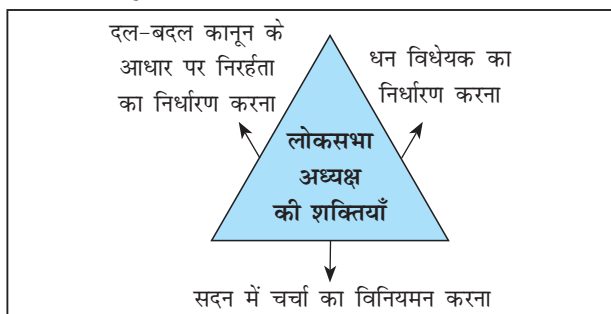 दल-बदल कानून के
आधार पर निरर्हता
का निर्धारण करना
धन विधेयक का
निर्धारण करना
लोकसभा
अध्यक्ष
की शक्तियाँ
सदन में चर्चा का विनियमन करना